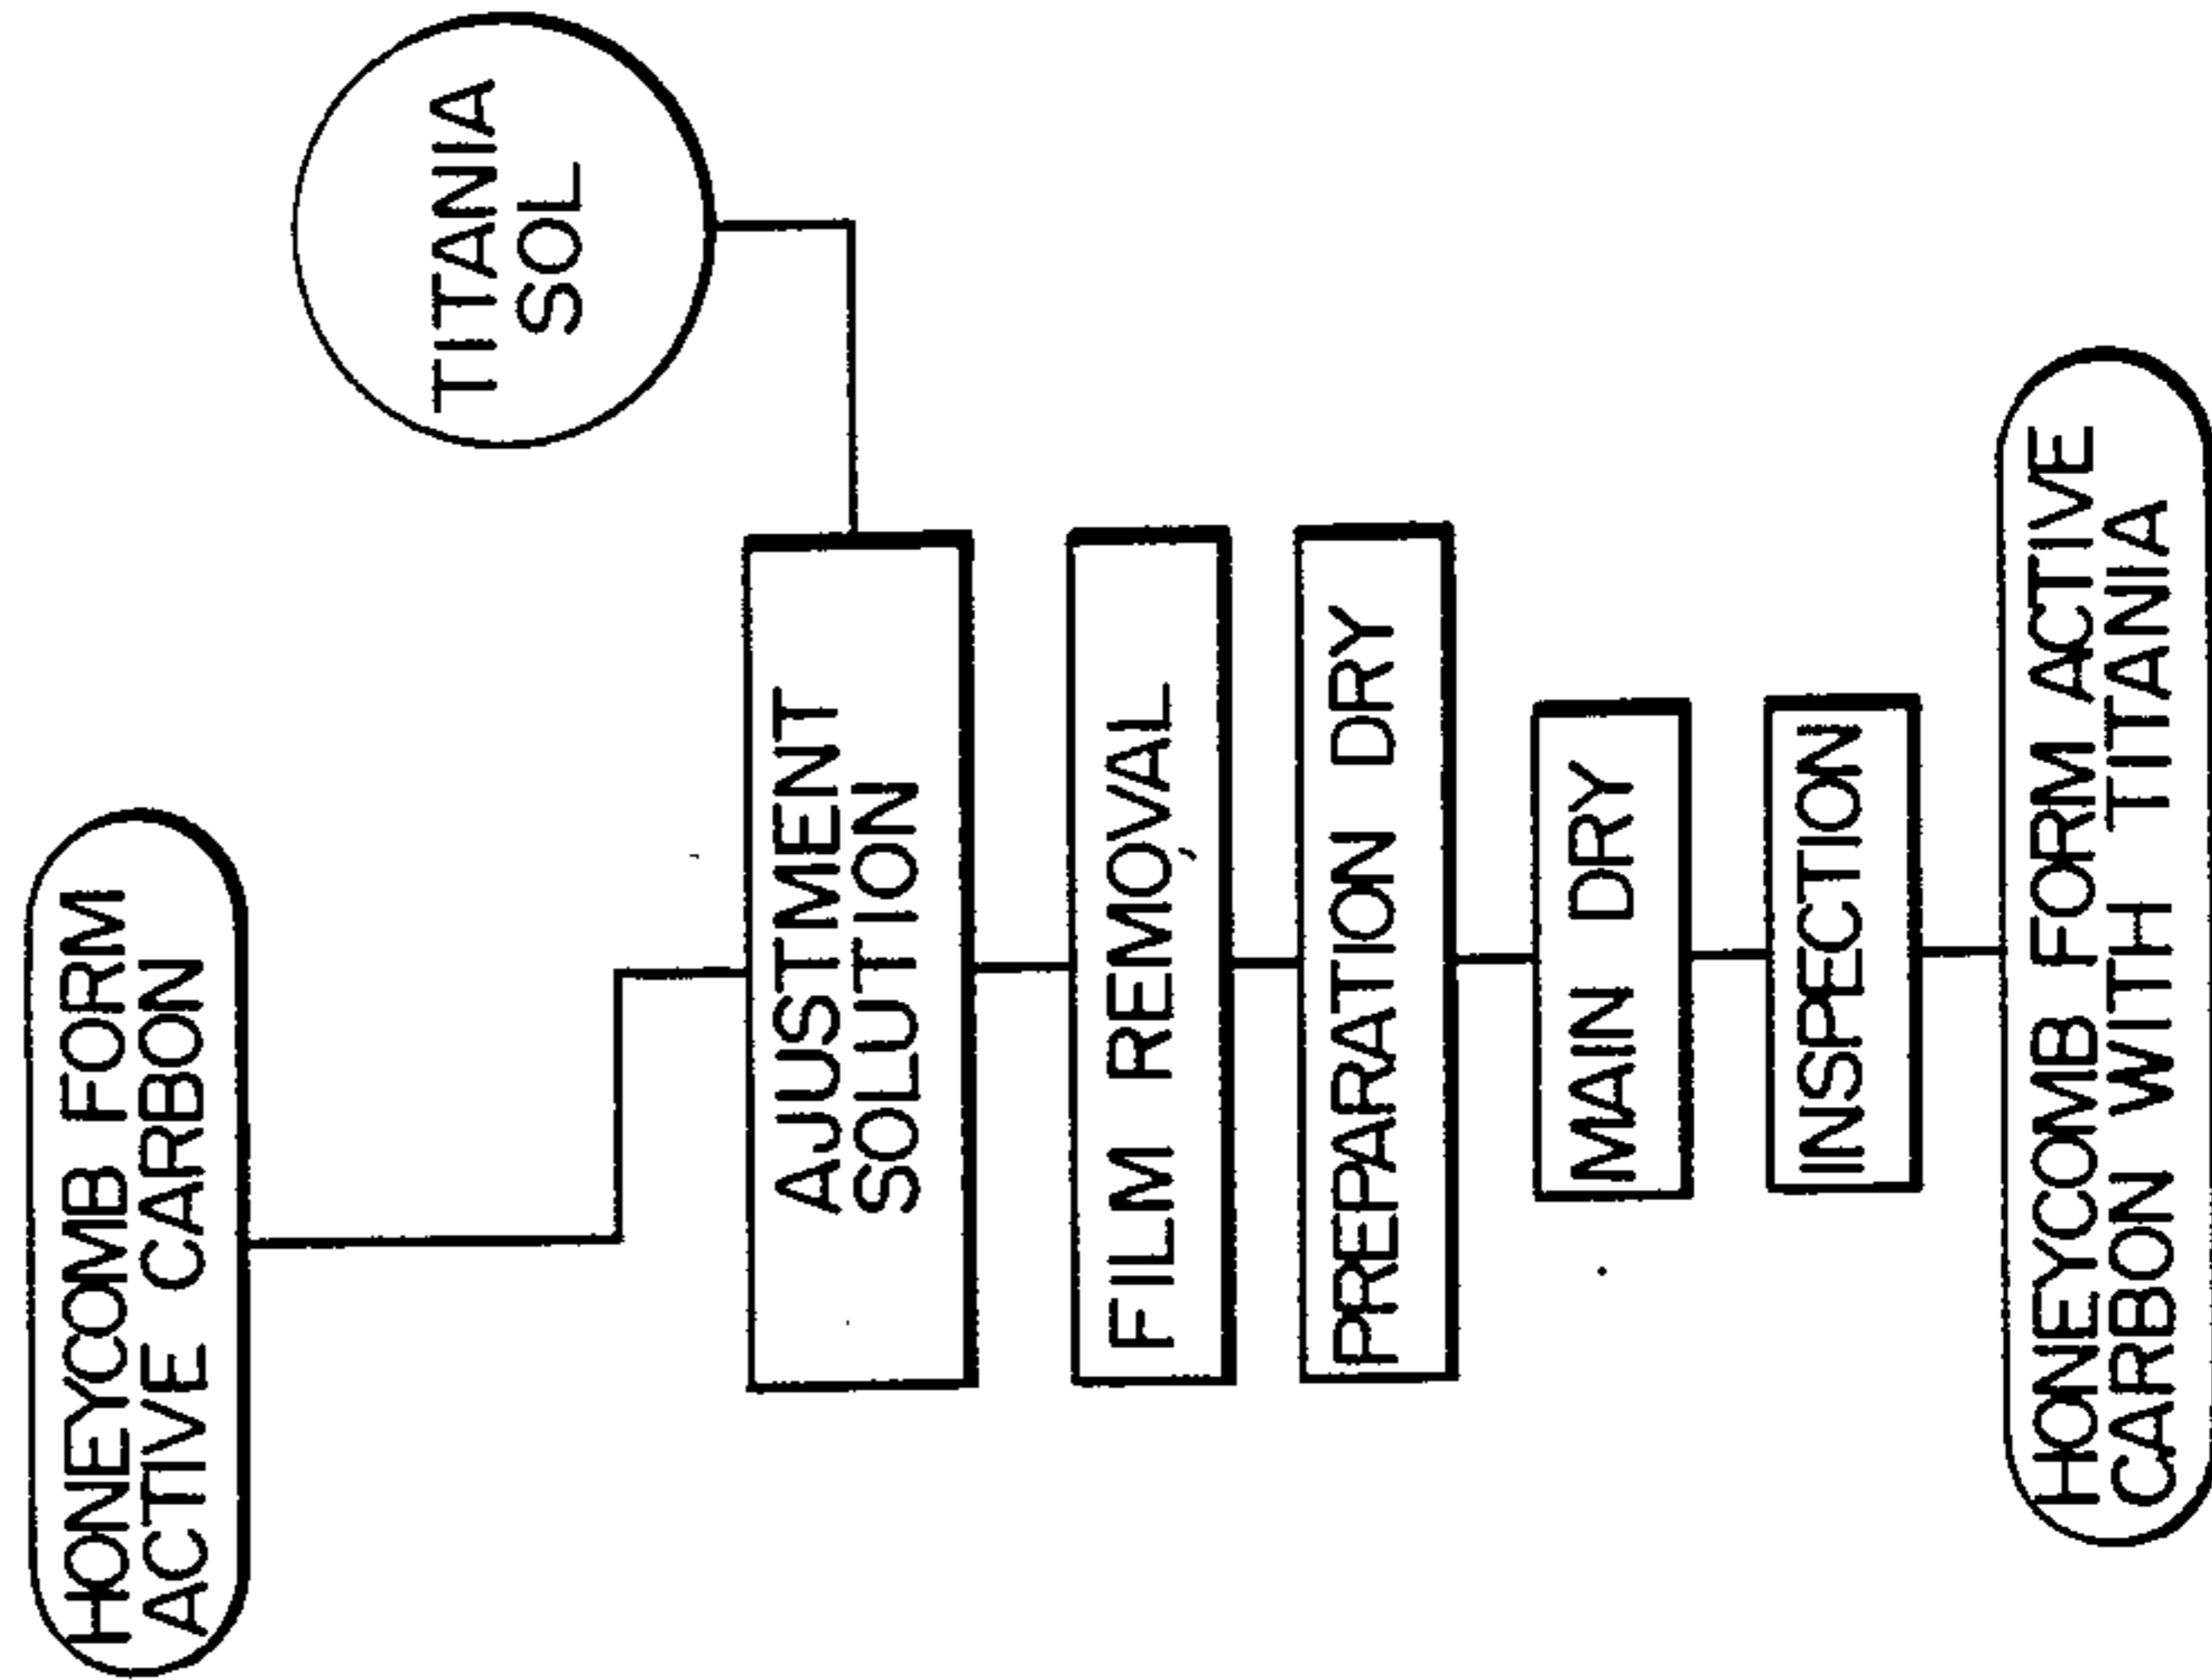 HONEYCOMB FORM
ACTIVE CARBON
TITANIA
SOL
AJUSTMENT
SOLUTION
FILM REMOVAL
PREPARATION DRY
MAIN DRY
INSPECTION
HONEYCOMB FORM ACTIVE
CARBON WITH TITANIA